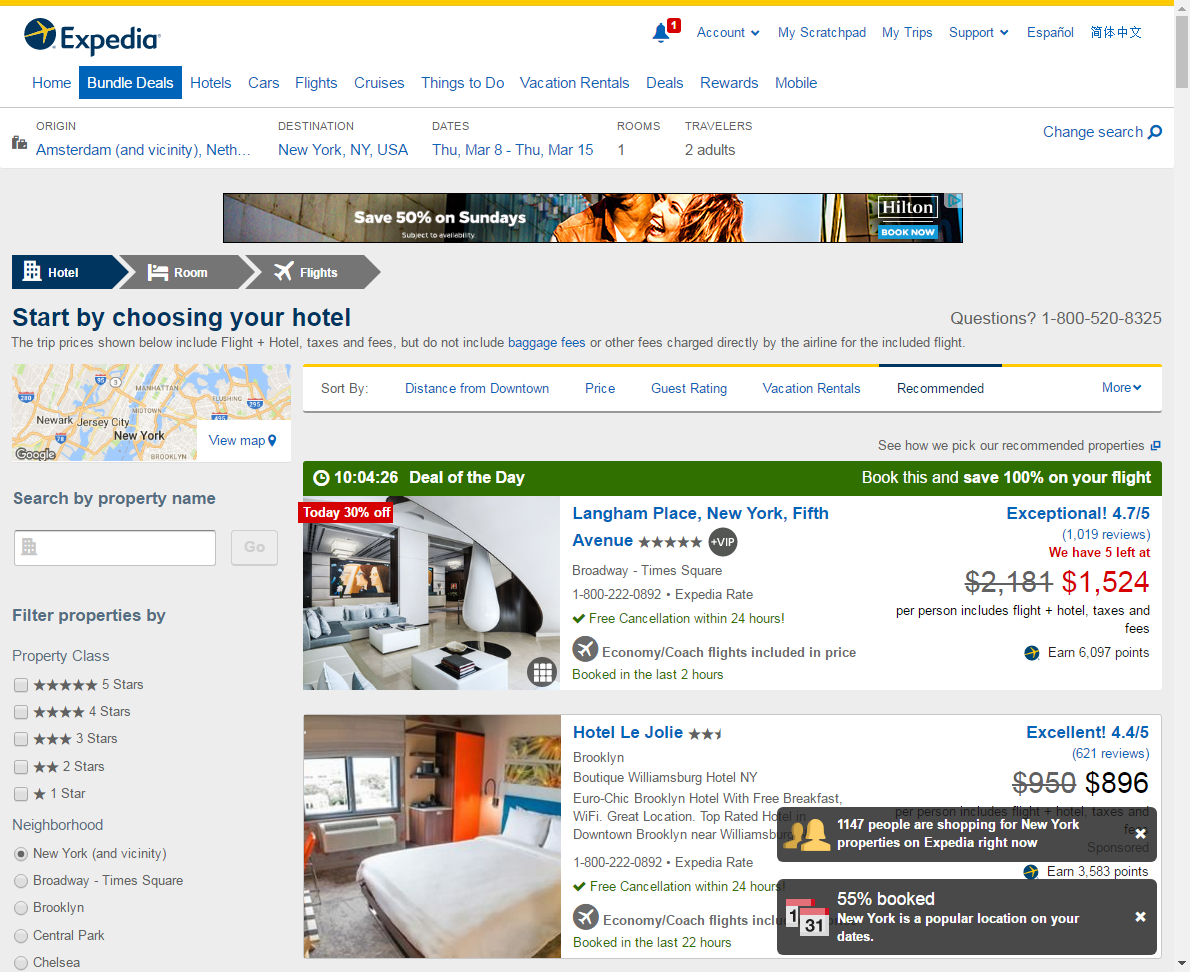 Expedia
1
Account
My Scratchpad
My Trips
Support
Español
简体中文
Home
Bundle Deals
Hotels
Cars
Flights
Cruises
Things to Do
Vacation Rentals
Deals
Rewards
Mobile
ORIGIN
DESTINATION
DATES
ROOMS
TRAVELERS
Amsterdam (and vicinity), Neth...
New York, NY, USA
Thu, Mar 8 - Thu, Mar 15
1
2 adults
Change search
Save 50% on Sundays
Subject to availability.
Hilton
BOOK NOW
Hotel
Room
Flights
Start by choosing your hotel
Questions? 1-800-520-8325
The trip prices shown below include Flight + Hotel, taxes and fees, but do not include baggage fees or other fees charged directly by the airline for the included flight.
MANHATTAN
FLUSHING
MIDTOWN
Newark
Jersey City
New York
BROOKLYN
280
95
3
78
495
295
Google
View map
Sort By:
Distance from Downtown
Price
Guest Rating
Vacation Rentals
Recommended
More
See how we pick our recommended properties
Search by property name
Go
Filter properties by
Property Class
5 Stars
4 Stars
3 Stars
2 Stars
1 Star
Neighborhood
New York (and vicinity)
Broadway - Times Square
Brooklyn
Central Park
Chelsea
10:04:26 Deal of the Day
Book this and save 100% on your flight
Today 30% off
Langham Place, New York, Fifth
Avenue
+VIP
Broadway - Times Square
1-800-222-0892 • Expedia Rate
Free Cancellation within 24 hours!
Economy/Coach flights included in price
Booked in the last 2 hours
Exceptional! 4.7/5
(1,019 reviews)
We have 5 left at
$2,181 $1,524
per person includes flight + hotel, taxes and
fees
Earn 6,097 points
Hotel Le Jolie
Brooklyn
Boutique Williamsburg Hotel NY
Euro-Chic Brooklyn Hotel With Free Breakfast,
WiFi. Great Location. Top Rated Hotel in
Downtown Brooklyn near Williamsburg
1-800-222-0892 • Expedia Rate
Free Cancellation within 24 hours!
Economy/Coach flights inclu
Booked in the last 22 hours
Excellent! 4.4/5
(621 reviews)
$950 $896
per person includes flight + hotel, taxes and
fees
Sponsored
Earn 3,583 points
1147 people are shopping for New York
properties on Expedia right now
1
31
55% booked
New York is a popular location on your
dates.